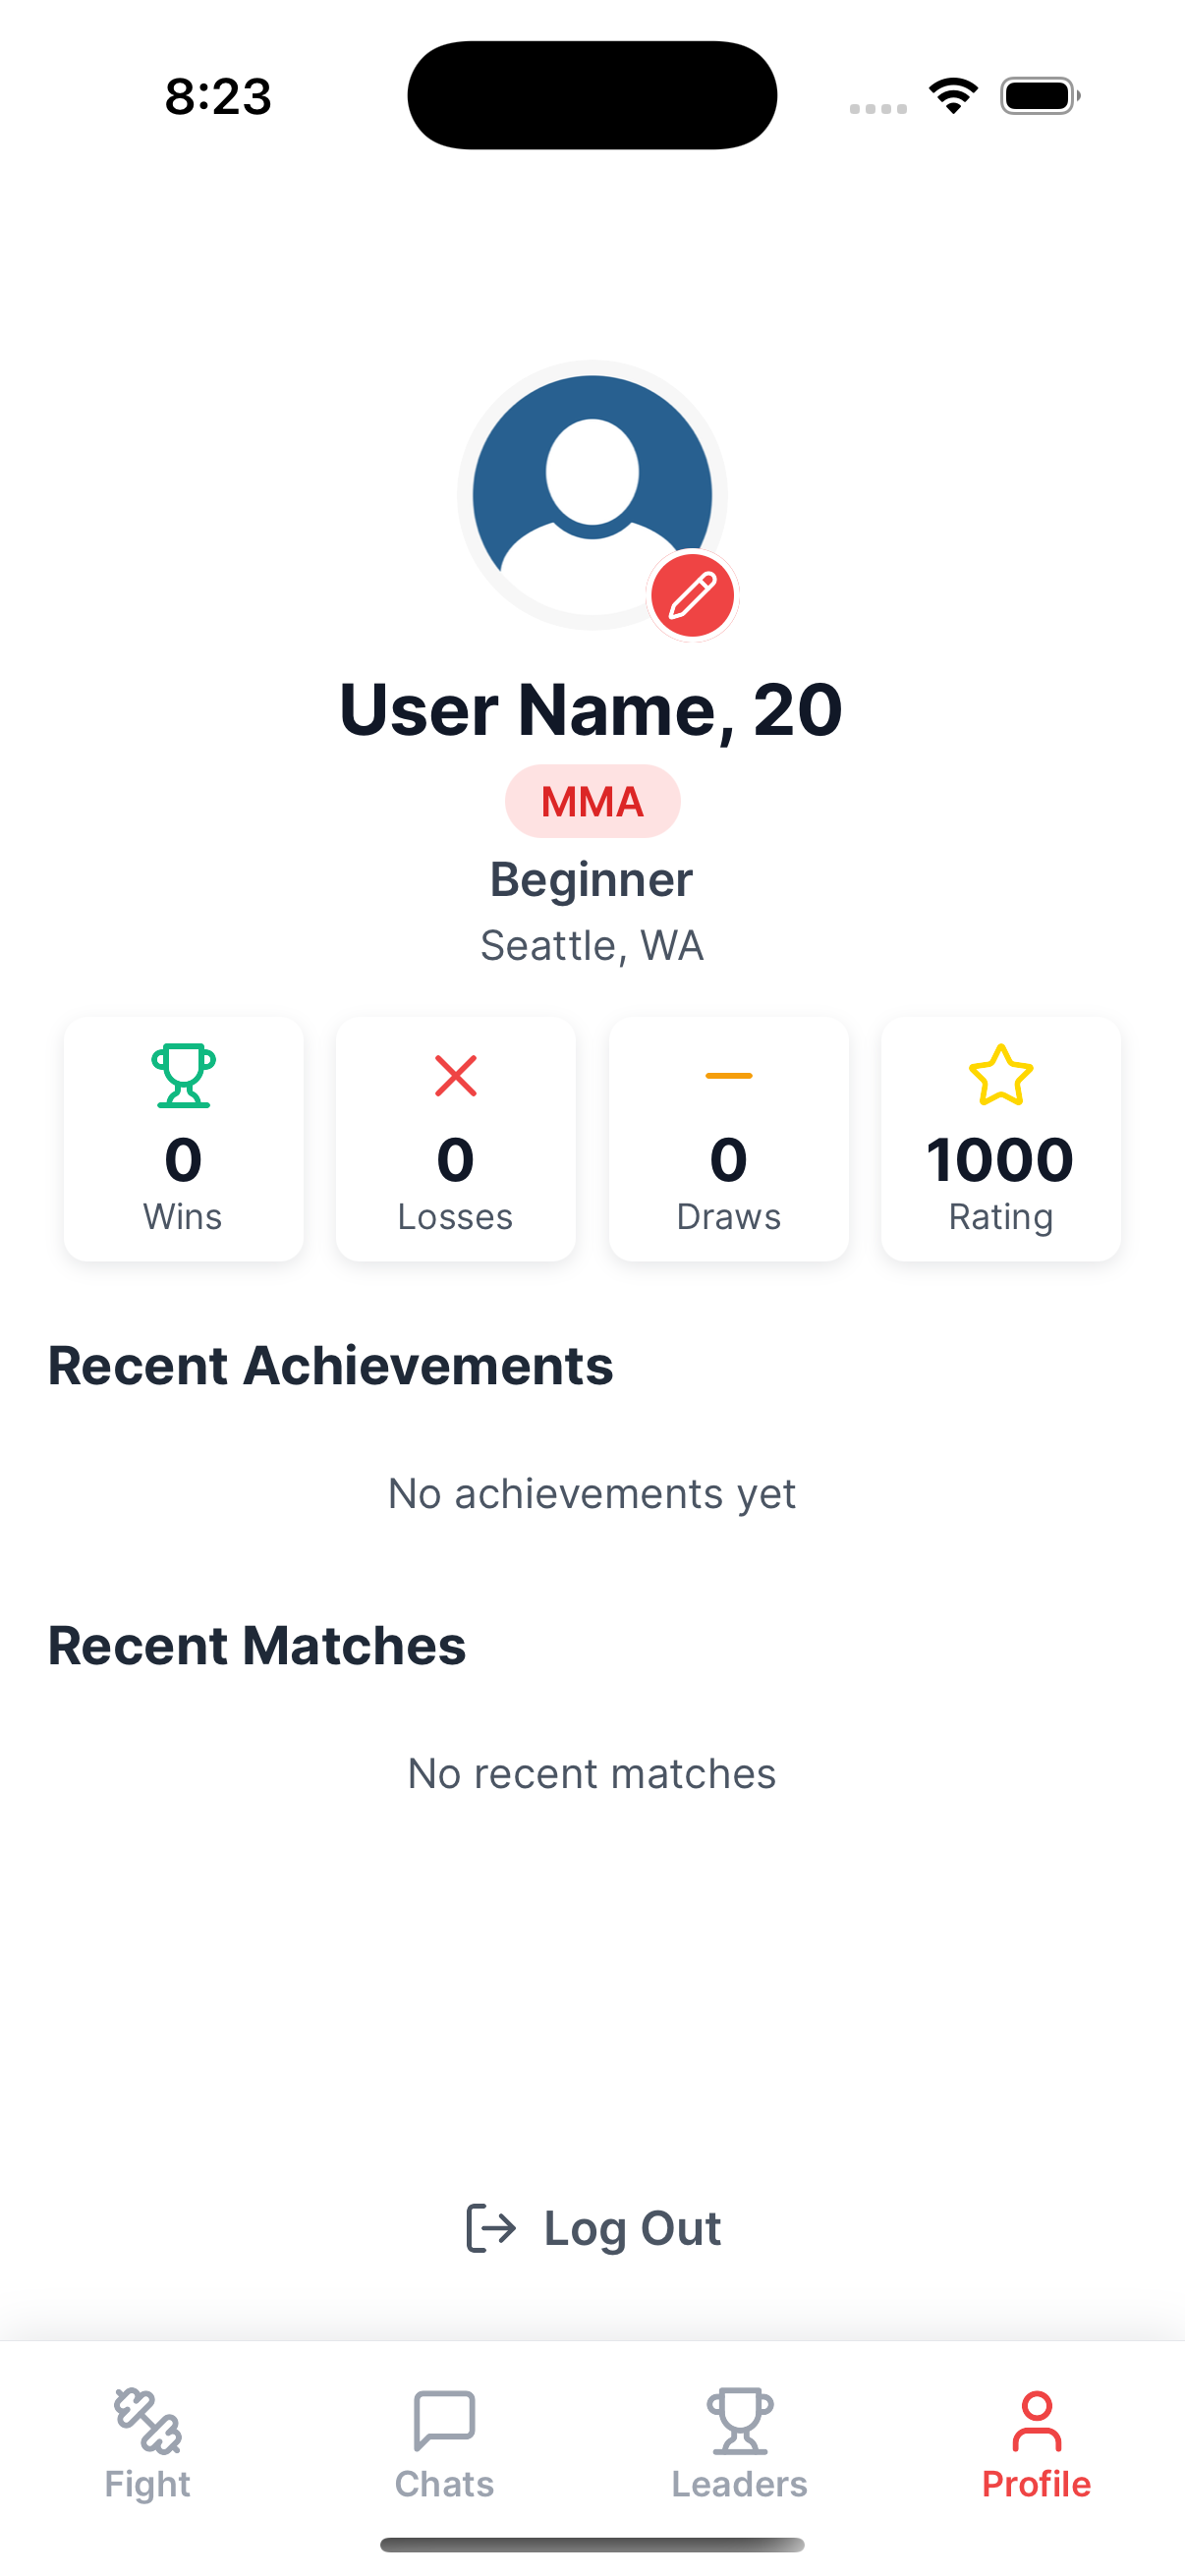 8:23
User Name, 20
MMA
Beginner
Seattle, WA
0
Wins
0
Losses
0
Draws
1000
Rating
Recent Achievements
No achievements yet
Recent Matches
No recent matches
Log Out
Fight
Chats
Leaders
Profile